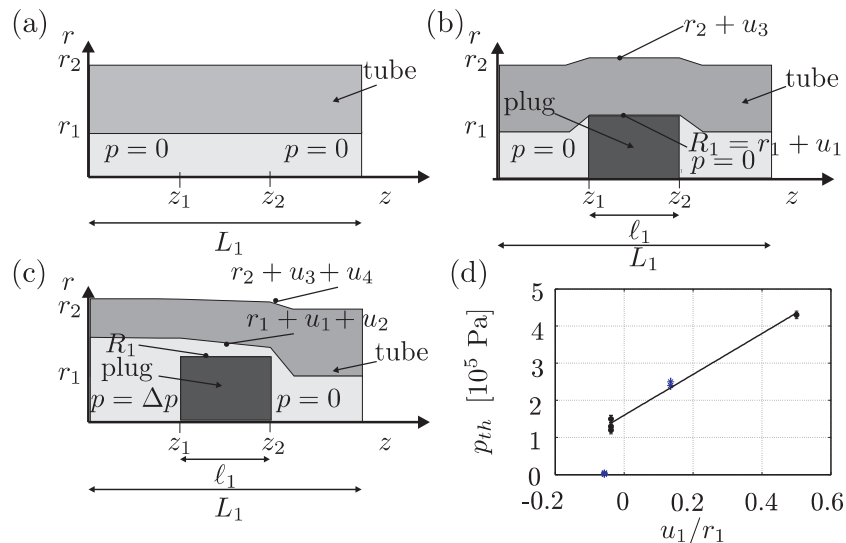 (a)
r
r₂
tube
r₁
p = 0
p = 0
z₁
z₂
z
L₁
(b)
r
r₂ + u₃
r₂
plug
tube
r₁
R₁ = r₁ + u₁
p = 0
p = 0
z₁
z₂
z
ℓ₁
L₁
(c)
r
r₂ + u₃ + u₄
r₂
r₁ + u₁ + u₂
R₁
plug
tube
r₁
p = Δp
p = 0
z₁
z₂
z
ℓ₁
L₁
(d)
5
4
3
2
1
0
p_th [10⁵ Pa]
-0.2
0
0.2
0.4
0.6
u₁/r₁